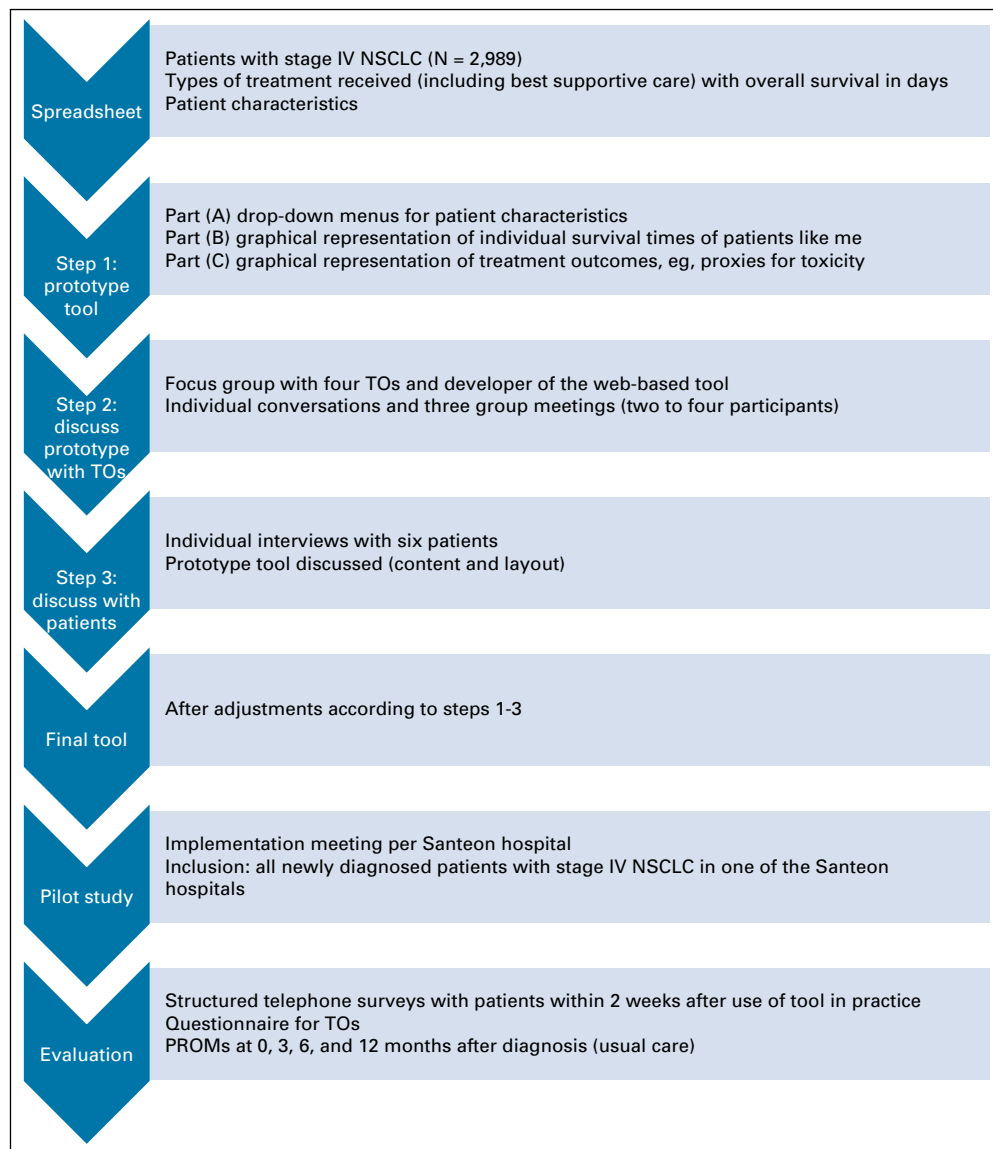 Spreadsheet
Patients with stage IV NSCLC (N = 2,989)
Types of treatment received (including best supportive care) with overall survival in days
Patient characteristics
Step 1:
prototype
tool
Part (A) drop-down menus for patient characteristics
Part (B) graphical representation of individual survival times of patients like me
Part (C) graphical representation of treatment outcomes, eg, proxies for toxicity
Step 2:
discuss
prototype
with TOs
Focus group with four TOs and developer of the web-based tool
Individual conversations and three group meetings (two to four participants)
Step 3:
discuss with
patients
Individual interviews with six patients
Prototype tool discussed (content and layout)
Final tool
After adjustments according to steps 1-3
Pilot study
Implementation meeting per Santeon hospital
Inclusion: all newly diagnosed patients with stage IV NSCLC in one of the Santeon
hospitals
Evaluation
Structured telephone surveys with patients within 2 weeks after use of tool in practice
Questionnaire for TOs
PROMs at 0, 3, 6, and 12 months after diagnosis (usual care)